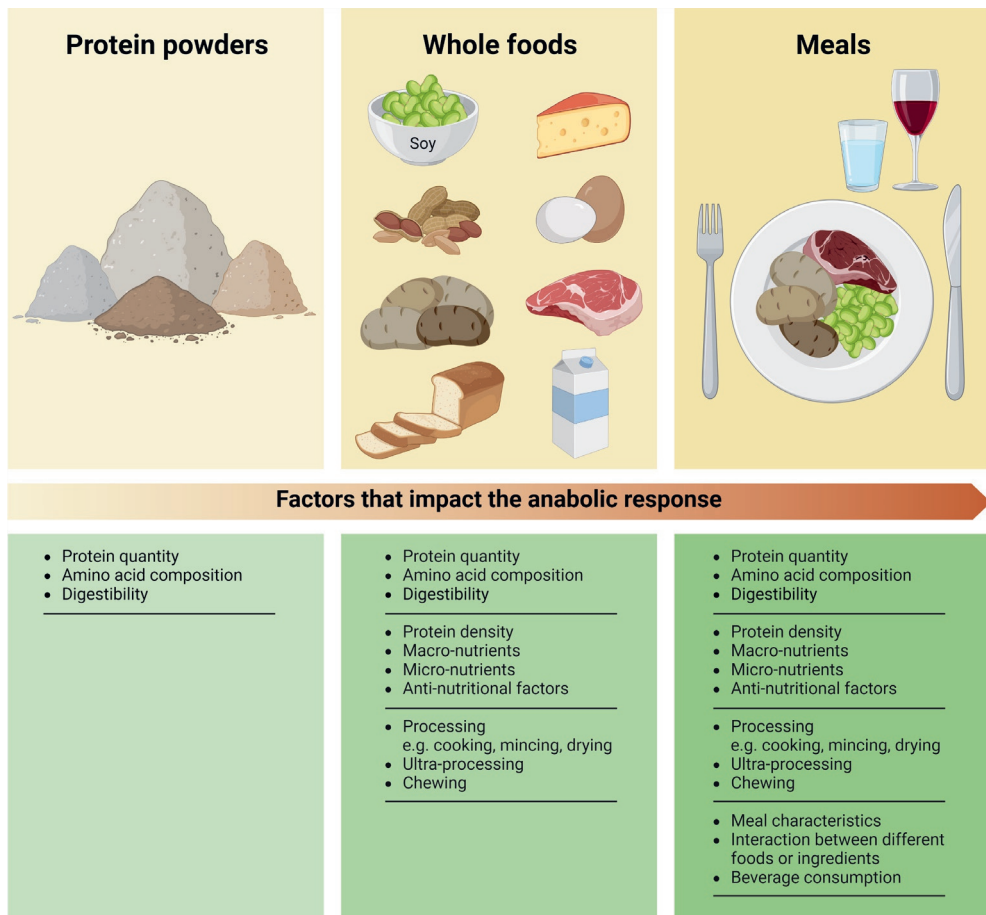 Protein powders
Whole foods
Meals
Soy
Factors that impact the anabolic response
• Protein quantity
• Amino acid composition
• Digestibility
• Protein quantity
• Amino acid composition
• Digestibility
• Protein density
• Macro-nutrients
• Micro-nutrients
• Anti-nutritional factors
• Processing
e.g. cooking, mincing, drying
• Ultra-processing
• Chewing
• Protein quantity
• Amino acid composition
• Digestibility
• Protein density
• Macro-nutrients
• Micro-nutrients
• Anti-nutritional factors
• Processing
e.g. cooking, mincing, drying
• Ultra-processing
• Chewing
• Meal characteristics
• Interaction between different
foods or ingredients
• Beverage consumption